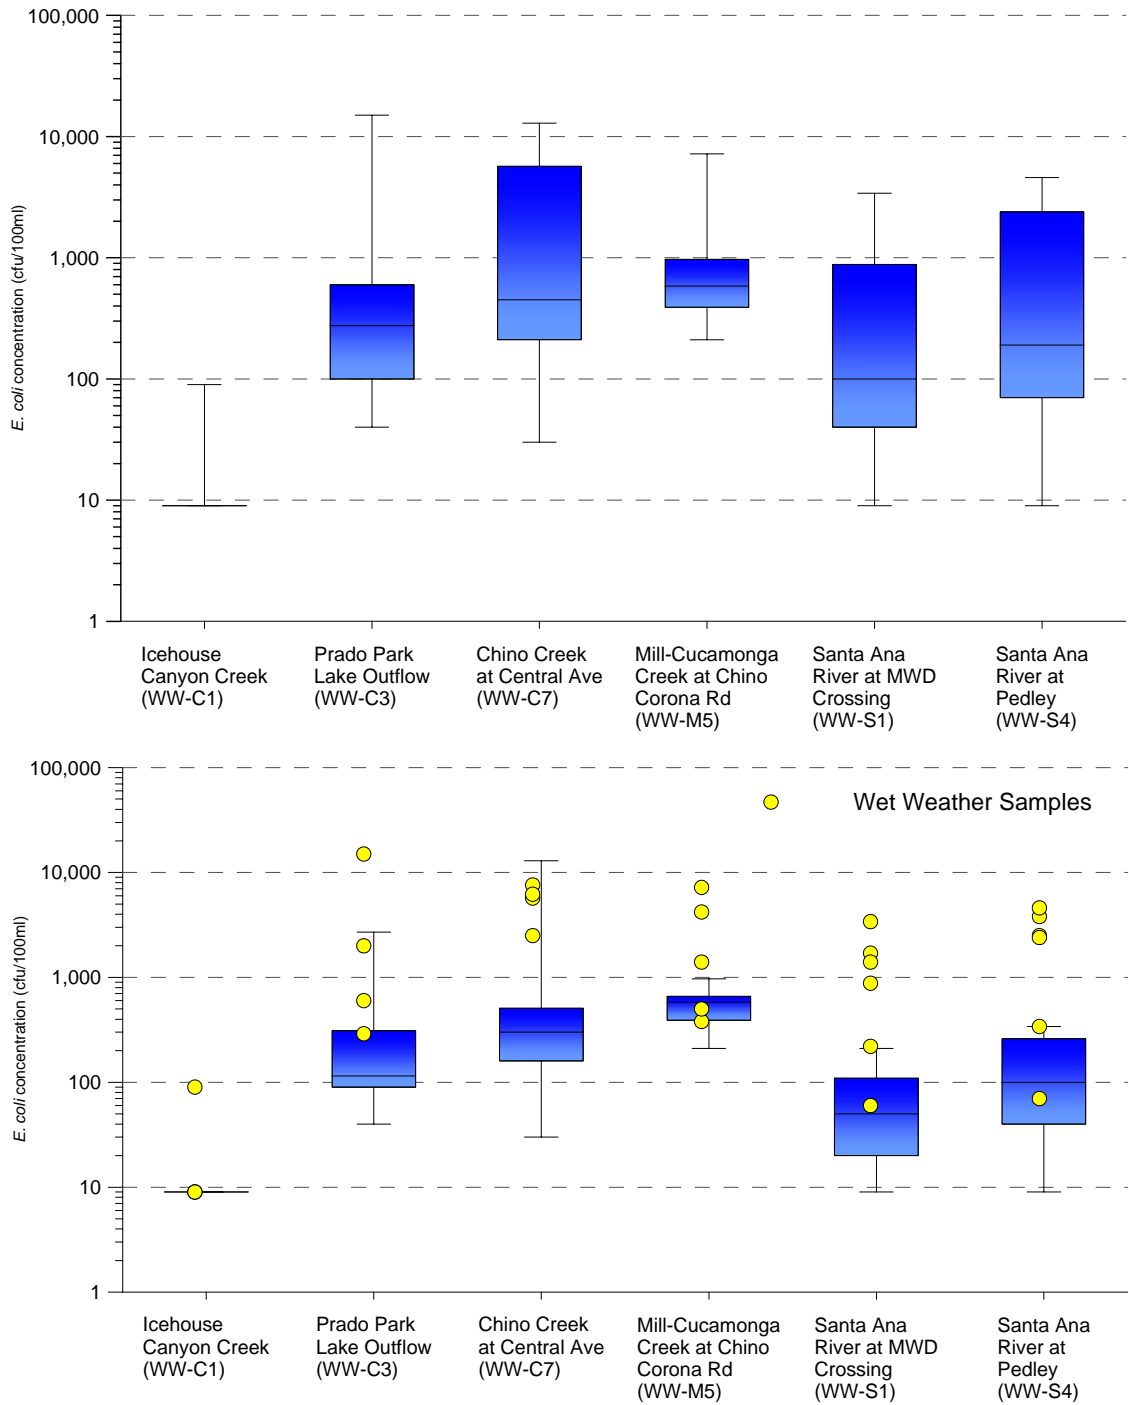 100,000
10,000
1,000
100
10
1
E. coli concentration (cfu/100ml)
Icehouse
Canyon Creek
(WW-C1)
Prado Park
Lake Outflow
(WW-C3)
Chino Creek
at Central Ave
(WW-C7)
Mill-Cucamonga
Creek at Chino
Corona Rd
(WW-M5)
Santa Ana
River at MWD
Crossing
(WW-S1)
Santa Ana
River at
Pedley
(WW-S4)
100,000
10,000
1,000
100
10
1
E. coli concentration (cfu/100ml)
Wet Weather Samples
Icehouse
Canyon Creek
(WW-C1)
Prado Park
Lake Outflow
(WW-C3)
Chino Creek
at Central Ave
(WW-C7)
Mill-Cucamonga
Creek at Chino
Corona Rd
(WW-M5)
Santa Ana
River at MWD
Crossing
(WW-S1)
Santa Ana
River at
Pedley
(WW-S4)